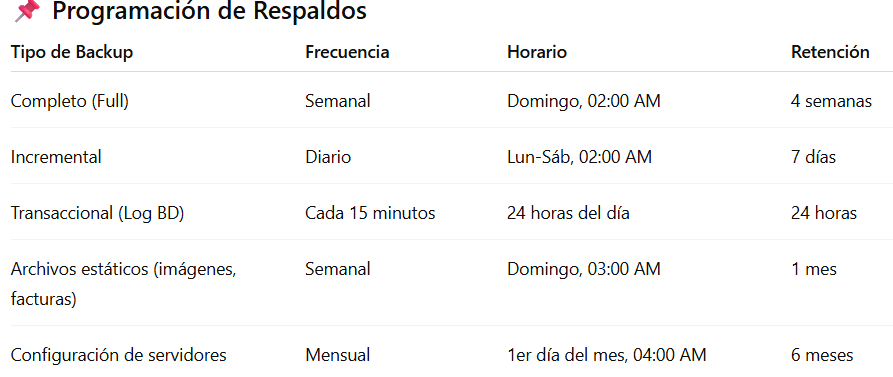 📌 Programación de Respaldos
Tipo de Backup Frecuencia Horario Retención
Completo (Full) Semanal Domingo, 02:00 AM 4 semanas
Incremental Diario Lun-Sáb, 02:00 AM 7 días
Transaccional (Log BD) Cada 15 minutos 24 horas del día 24 horas
Archivos estáticos (imágenes, Semanal Domingo, 03:00 AM 1 mes
facturas)
Configuración de servidores Mensual 1er día del mes, 04:00 AM 6 meses